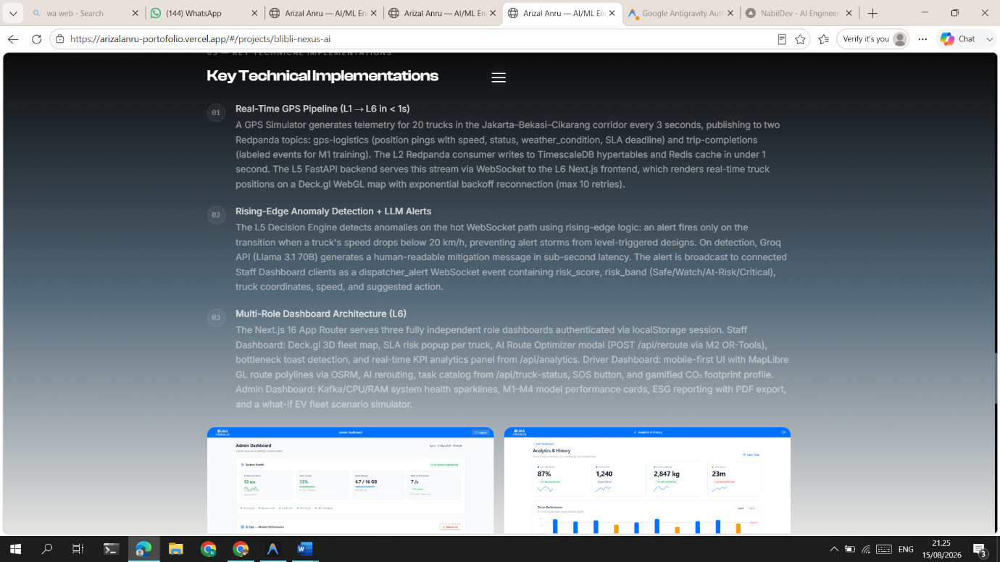 wa web - Search
(144) WhatsApp
Arizal Anru — AI/ML En
Arizal Anru — AI/ML En
Arizal Anru — AI/ML En
Google Antigravity Aut
NabilDev - AI Engineer
https://arizalanru-portofolio.vercel.app/#/projects/blibli-nexus-ai
Verify it's you
Chat
03 — KEY TECHNICAL IMPLEMENTATIONS
Key Technical Implementations
01
Real-Time GPS Pipeline (L1 → L6 in < 1s)
A GPS Simulator generates telemetry for 20 trucks in the Jakarta–Bekasi–Cikarang corridor every 3 seconds, publishing to two
Redpanda topics: gps-logistics (position pings with speed, status, weather_condition, SLA deadline) and trip-completions
(labeled events for M1 training). The L2 Redpanda consumer writes to TimescaleDB hypertables and Redis cache in under 1
second. The L5 FastAPI backend serves this stream via WebSocket to the L6 Next.js frontend, which renders real-time truck
positions on a Deck.gl WebGL map with exponential backoff reconnection (max 10 retries).
02
Rising-Edge Anomaly Detection + LLM Alerts
The L5 Decision Engine detects anomalies on the hot WebSocket path using rising-edge logic: an alert fires only on the
transition when a truck's speed drops below 20 km/h, preventing alert storms from level-triggered designs. On detection, Groq
API (Llama 3.1 70B) generates a human-readable mitigation message in sub-second latency. The alert is broadcast to connected
Staff Dashboard clients as a dispatcher_alert WebSocket event containing risk_score, risk_band (Safe/Watch/At-Risk/Critical),
truck coordinates, speed, and suggested action.
03
Multi-Role Dashboard Architecture (L6)
The Next.js 16 App Router serves three fully independent role dashboards authenticated via localStorage session. Staff
Dashboard: Deck.gl 3D fleet map, SLA risk popup per truck, AI Route Optimizer modal (POST /api/reroute via M2 OR-Tools),
bottleneck toast detection, and real-time KPI analytics panel from /api/analytics. Driver Dashboard: mobile-first UI with MapLibre
GL route polylines via OSRM, AI rerouting, task catalog from /api/truck-status, SOS button, and gamified CO₂ footprint profile.
Admin Dashboard: Kafka/CPU/RAM system health sparklines, M1–M4 model performance cards, ESG reporting with PDF export,
and a what-if EV fleet scenario simulator.
blibli
Admin Dashboard
Logout
Admin Dashboard
System Health
12 ms
33%
6.7 / 16 GB
7 /s
AI Ops — Model Performance
blibli
Analytics & History
Analytics & History
87%
1,240
2,847 kg
23m
Driver Performance
ENG
21.25
15/08/2026
3